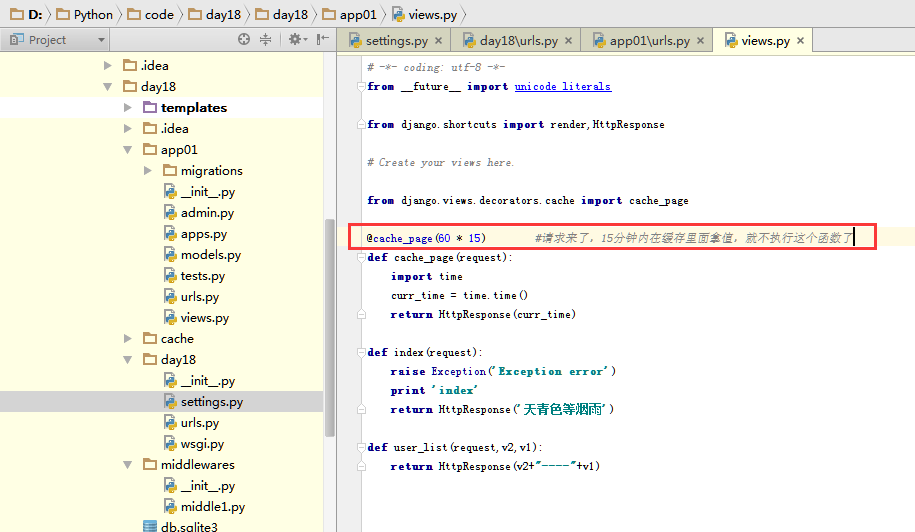 D: Python code day18 day18 app01 views.py
Project
settings.py × day18\urls.py × app01\urls.py × views.py ×
.idea
day18
templates
.idea
app01
migrations
__init__.py
admin.py
apps.py
models.py
tests.py
urls.py
views.py
cache
day18
__init__.py
settings.py
urls.py
wsgi.py
middlewares
__init__.py
middle1.py
db.sqlite3
# -*- coding: utf-8 -*-
from __future__ import unicode_literals
from django.shortcuts import render,HttpResponse
# Create your views here.
from django.views.decorators.cache import cache_page
@cache_page(60 * 15) #请求来了，15分钟内在缓存里面拿值，就不执行这个函数了
def cache_page(request):
import time
curr_time = time.time()
return HttpResponse(curr_time)
def index(request):
raise Exception('Exception error')
print 'index'
return HttpResponse('天青色等烟雨')
def user_list(request,v2,v1):
return HttpResponse(v2+"----"+v1)